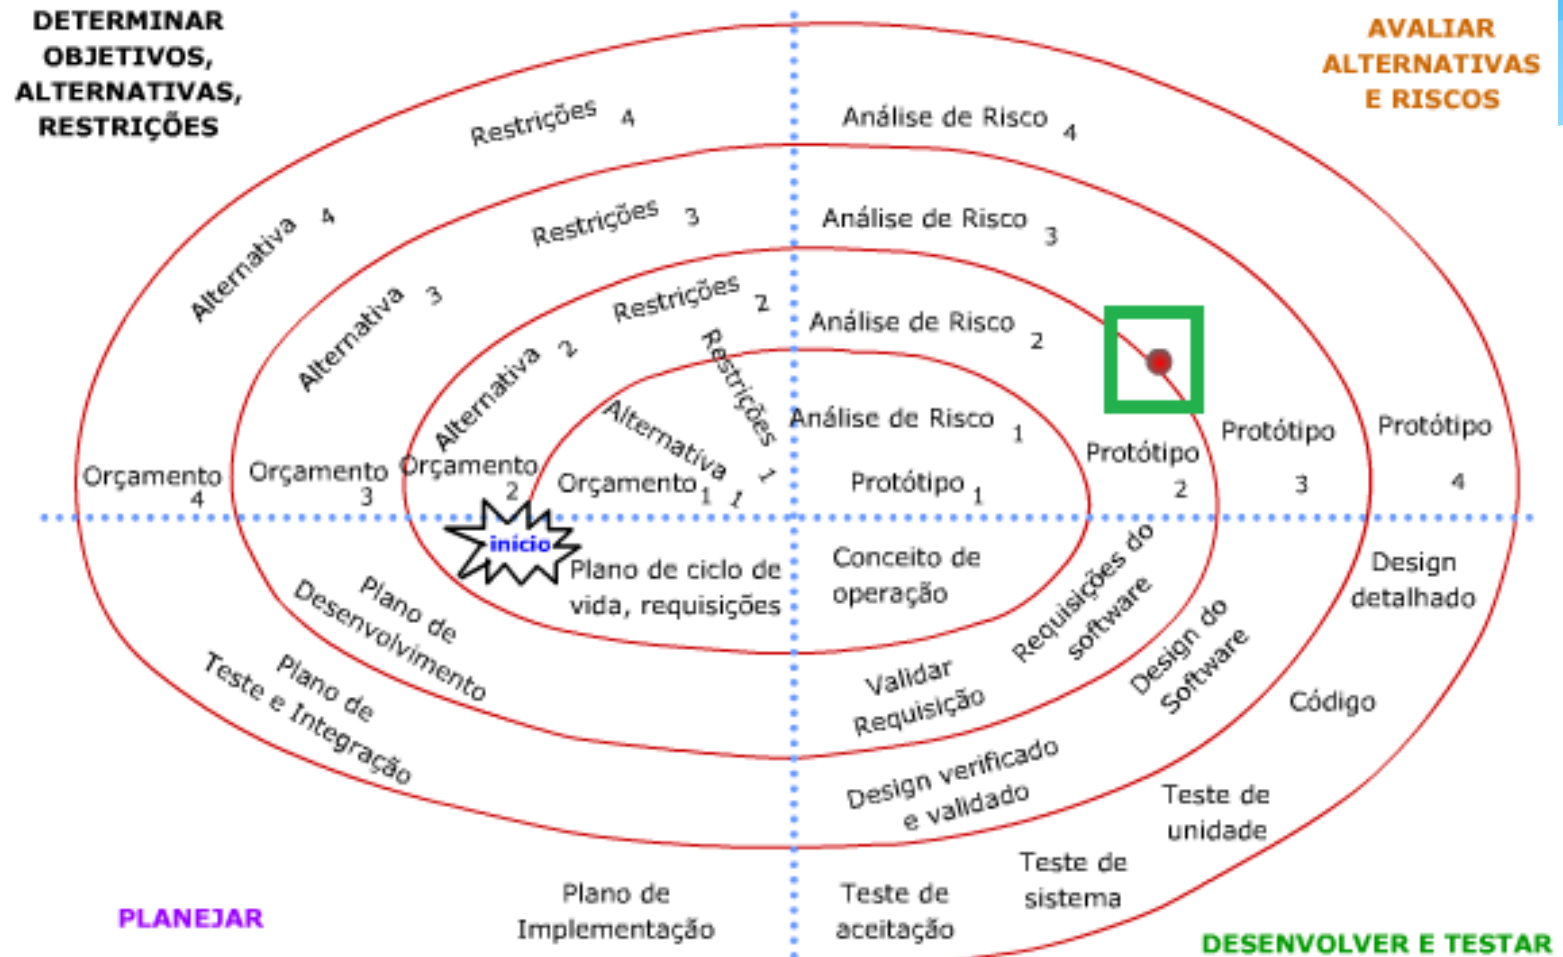 DETERMINAR
OBJETIVOS,
ALTERNATIVAS,
RESTRIÇÕES
AVALIAR
ALTERNATIVAS
E RISCOS
Restrições 4
Análise de Risco 4
Alternativa 4
Restrições 3
Análise de Risco 3
Alternativa 3
Restrições 2
Análise de Risco 2
Alternativa 2
Restrições 1
Análise de Risco 1
Alternativa 1
Orçamento 4
Orçamento 3
Orçamento 2
Orçamento 1
Protótipo 1
Protótipo 2
Protótipo 3
Protótipo 4
início
Plano de ciclo de
vida, requisições
Conceito de
operação
Requisições do
software
Design
detalhado
Plano de
Desenvolvimento
Validar
Requisição
Design do
Software
Plano de
Teste e Integração
Design verificado
e validado
Código
Teste de
unidade
Teste de
sistema
Plano de
Implementação
Teste de
aceitação
PLANEJAR
DESENVOLVER E TESTAR